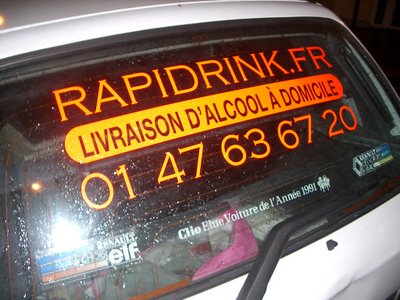 RAPIDRINK.FR
LIVRAISON D'ALCOOL À DOMICILE
01 47 63 67 20
Clio Elue Voiture de l'Année 1991
RENAULT
elf